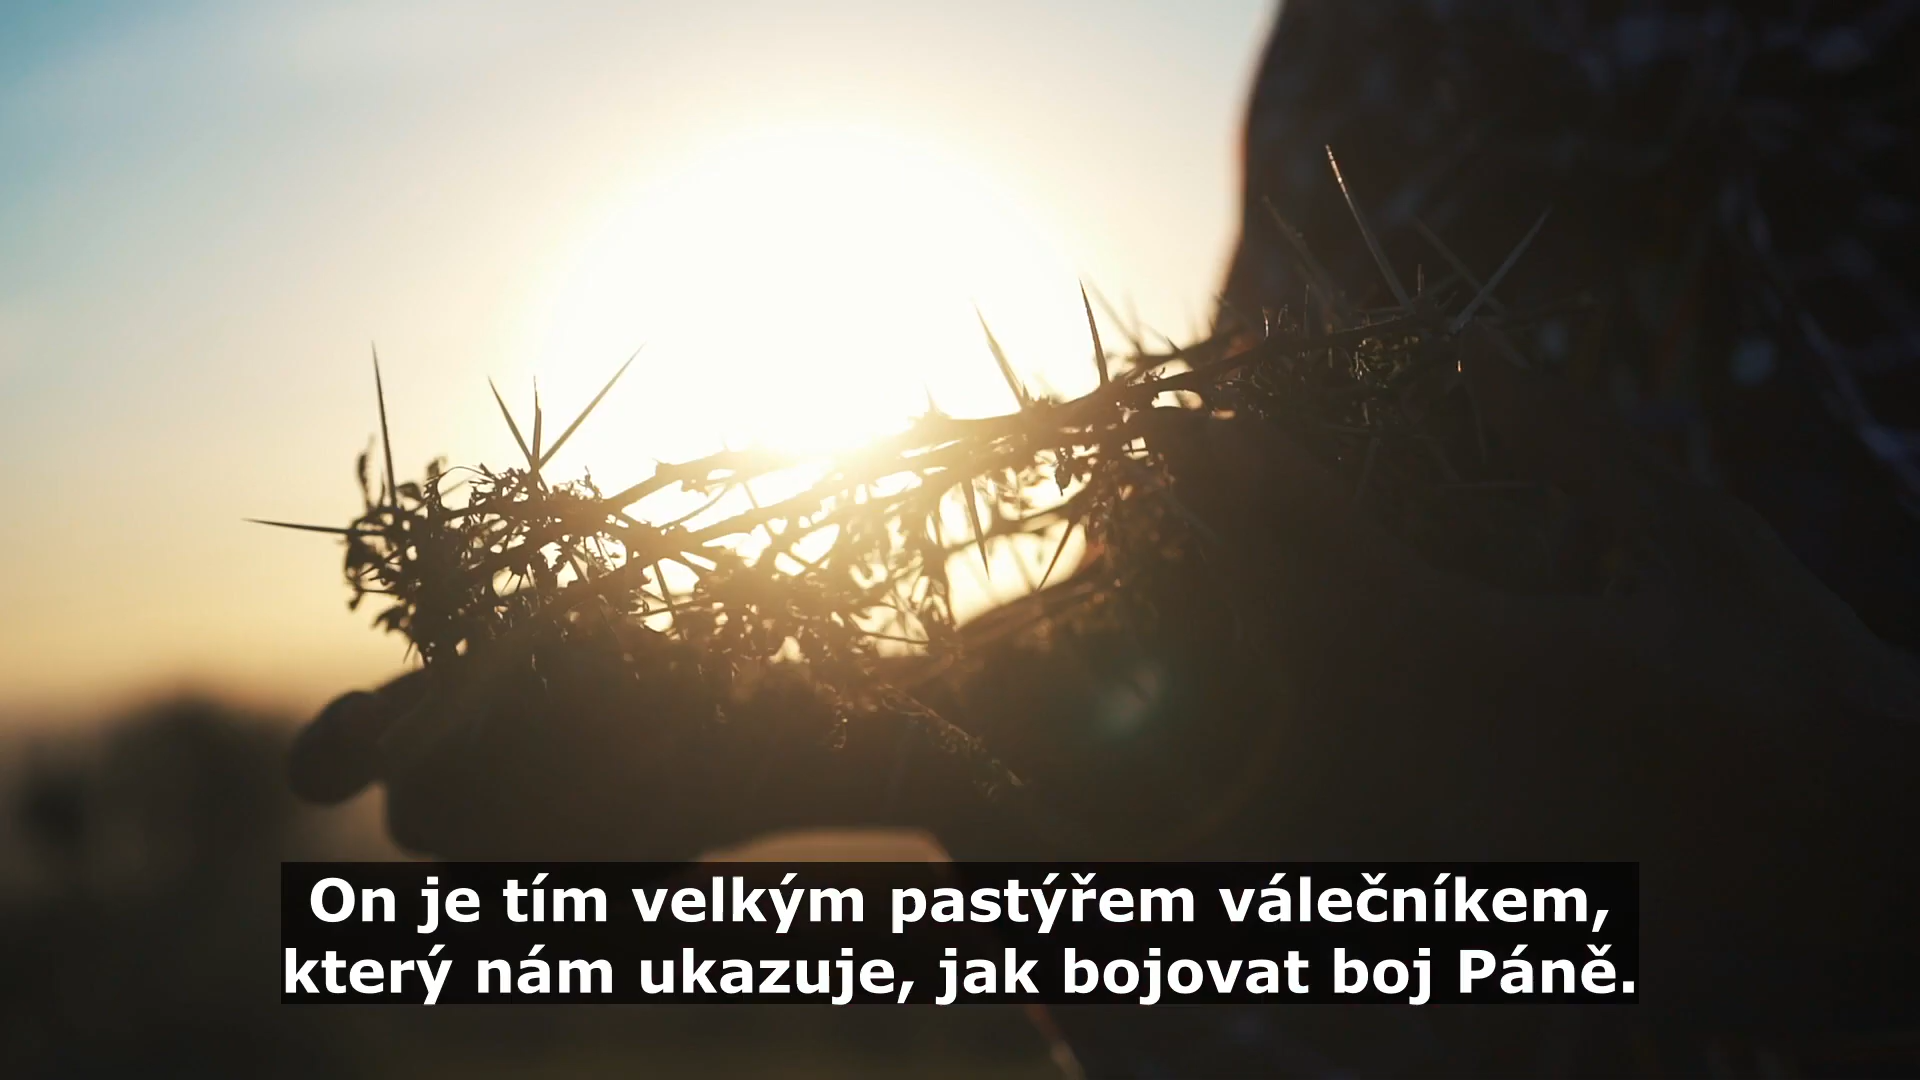 On je tím velkým pastýřem válečníkem,
který nám ukazuje, jak bojovat boj Páně.